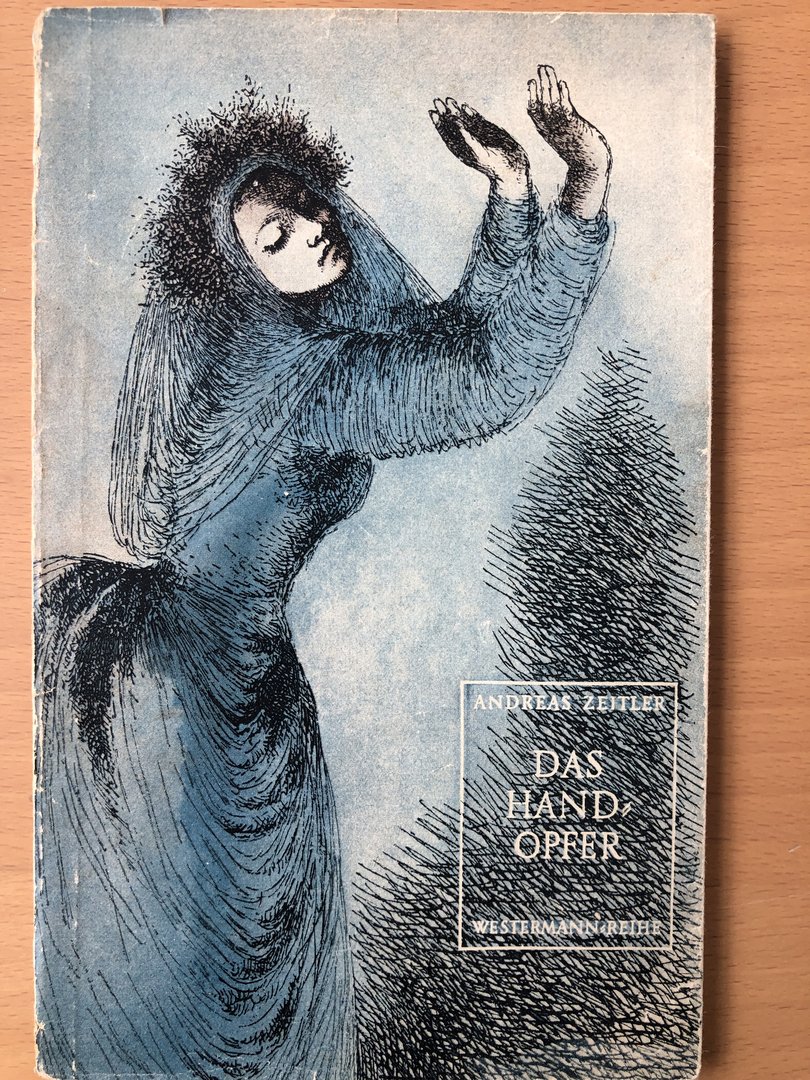 ANDREAS ZEITLER
DAS
HAND-
OPFER
WESTERMANN-REIHE